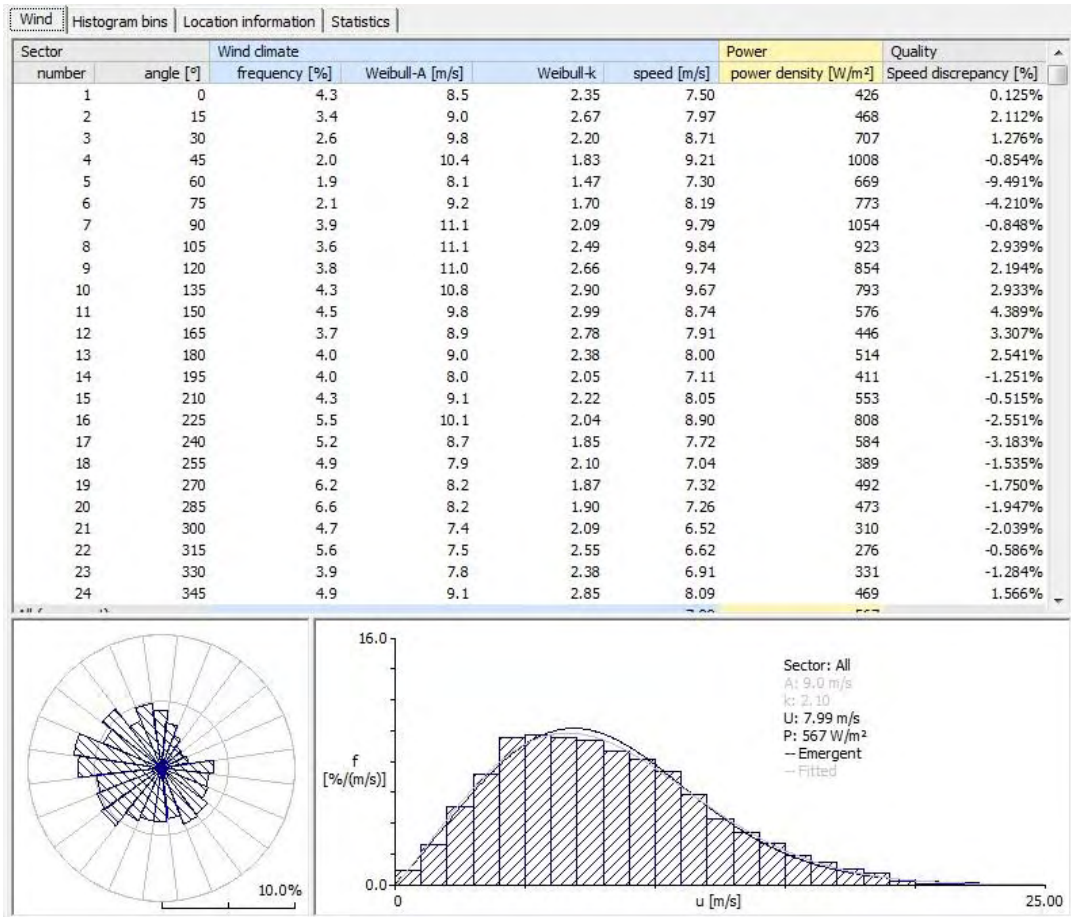 Wind Histogram bins Location information Statistics
Sector Wind climate Power Quality
number angle [°] frequency [%] Weibull-A [m/s] Weibull-k speed [m/s] power density [W/m²] Speed discrepancy [%]
1 0 4.3 8.5 2.35 7.50 426 0.125%
2 15 3.4 9.0 2.67 7.97 468 2.112%
3 30 2.6 9.8 2.20 8.71 707 1.276%
4 45 2.0 10.4 1.83 9.21 1008 -0.854%
5 60 1.9 8.1 1.47 7.30 669 -9.491%
6 75 2.1 9.2 1.70 8.19 773 -4.210%
7 90 3.9 11.1 2.09 9.79 1054 -0.848%
8 105 3.6 11.1 2.49 9.84 923 2.939%
9 120 3.8 11.0 2.66 9.74 854 2.194%
10 135 4.3 10.8 2.90 9.67 793 2.933%
11 150 4.5 9.8 2.99 8.74 576 4.389%
12 165 3.7 8.9 2.78 7.91 446 3.307%
13 180 4.0 9.0 2.38 8.00 514 2.541%
14 195 4.0 8.0 2.05 7.11 411 -1.251%
15 210 4.3 9.1 2.22 8.05 553 -0.515%
16 225 5.5 10.1 2.04 8.90 808 -2.551%
17 240 5.2 8.7 1.85 7.72 584 -3.183%
18 255 4.9 7.9 2.10 7.04 389 -1.535%
19 270 6.2 8.2 1.87 7.32 492 -1.750%
20 285 6.6 8.2 1.90 7.26 473 -1.947%
21 300 4.7 7.4 2.09 6.52 310 -2.039%
22 315 5.6 7.5 2.55 6.62 276 -0.586%
23 330 3.9 7.8 2.38 6.91 331 -1.284%
24 345 4.9 9.1 2.85 8.09 469 1.566%
10.0%
16.0
f
[%/(m/s)]
0.0
0
u [m/s]
25.00
Sector: All
A: 9.0 m/s
k: 2.10
U: 7.99 m/s
P: 567 W/m²
-- Emergent
-- Fitted